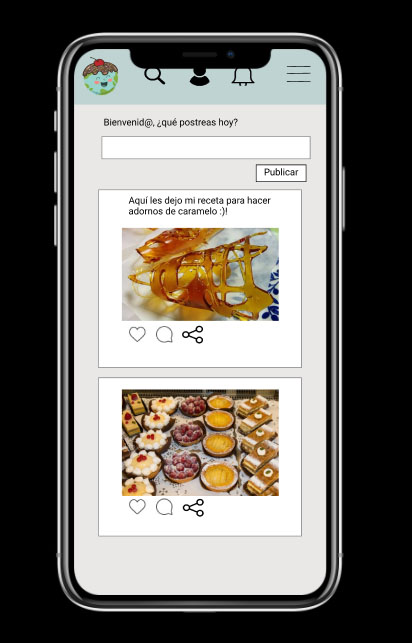 Bienvenid@, ¿qué postreas hoy?
Publicar
Aquí les dejo mi receta para hacer
adornos de caramelo :)!